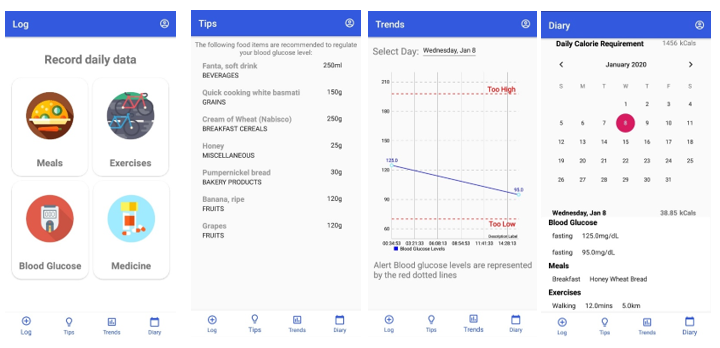 Log
Record daily data
Meals
Exercises
Blood Glucose
Medicine
Log
Tips
Trends
Diary
Tips
The following food items are recommended to regulate
your blood glucose level:
Fanta, soft drink 250ml
BEVERAGES
Quick cooking white basmati 150g
GRAINS
Cream of Wheat (Nabisco) 250g
BREAKFAST CEREALS
Honey 25g
MISCELLANEOUS
Pumpernickel bread 30g
BAKERY PRODUCTS
Banana, ripe 120g
FRUITS
Grapes 120g
FRUITS
Log
Tips
Trends
Diary
Trends
Select Day: Wednesday, Jan 8
210
Too High
180
150
125.0
120
95.0
90
Too Low
60
Description Label
00:34:53 03:21:33 06:08:13 08:54:53 11:41:33 14:28:13
Blood Glucose Levels
Alert Blood glucose levels are represented
by the red dotted lines
Log
Tips
Trends
Diary
Diary
Daily Calorie Requirement 1456 kCals
< January 2020 >
S M T W T F S
1 2 3 4
5 6 7 8 9 10 11
12 13 14 15 16 17 18
19 20 21 22 23 24 25
26 27 28 29 30 31
Wednesday, Jan 8 38.85 kCals
Blood Glucose
fasting 125.0mg/dL
fasting 95.0mg/dL
Meals
Breakfast Honey Wheat Bread
Exercises
Walking 12.0mins 5.0km
Log
Tips
Trends
Diary